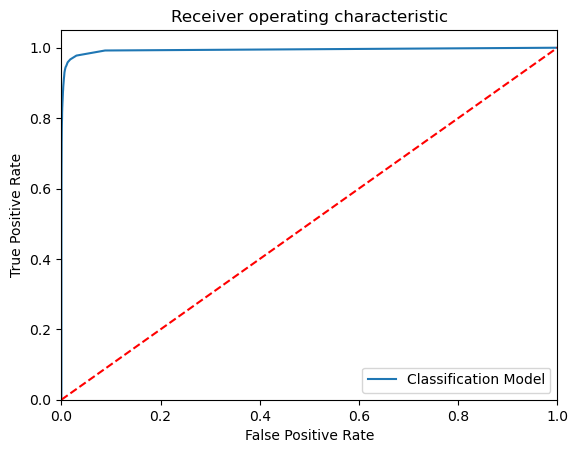 Receiver operating characteristic
1.0
0.8
0.6
0.4
0.2
0.0
True Positive Rate
0.0 0.2 0.4 0.6 0.8 1.0
False Positive Rate
Classification Model